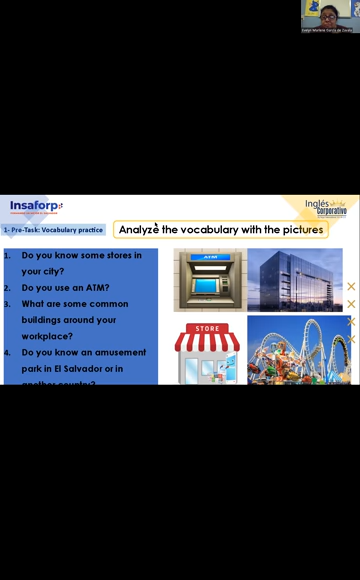 Insaforp
Inglés
Corporativo
1- Pre-Task: Vocabulary practice
Analyze the vocabulary with the pictures
1. Do you know some stores in
your city?
2. Do you use an ATM?
3. What are some common
buildings around your
workplace?
4. Do you know an amusement
park in El Salvador or in
another country?
ATM
STORE